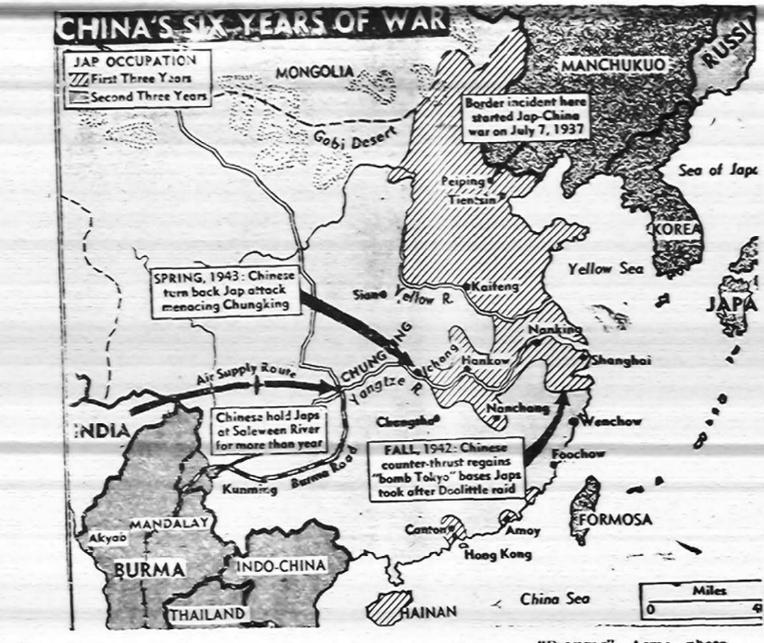 CHINA'S SIX YEARS OF WAR
JAP OCCUPATION
First Three Years
Second Three Years
MONGOLIA
Gobi Desert
MANCHUKUO
RUSSI
Border incident here
started Jap-China
war on July 7, 1937
Sea of Japa
Peiping
Tientsin
KOREA
Yellow Sea
JAPA
SPRING, 1943: Chinese
turn back Jap attack
menacing Chungking
Sian
Yellow R.
Kaifeng
Nanking
Shanghai
CHUNGKING
Ichang
Hankow
Yangtze R.
Air Supply Route
INDIA
Chinese hold Japs
at Saleween River
for more than year
Changsha
Nanchang
Wenchow
FALL, 1942: Chinese
counter-thrust regains
"bomb Tokyo" bases Japs
took after Doolittle raid
Foochow
Burma Road
Kunming
FORMOSA
Canton
Amoy
Hong Kong
Akyab
MANDALAY
BURMA
INDO-CHINA
THAILAND
HAINAN
China Sea
Miles
0